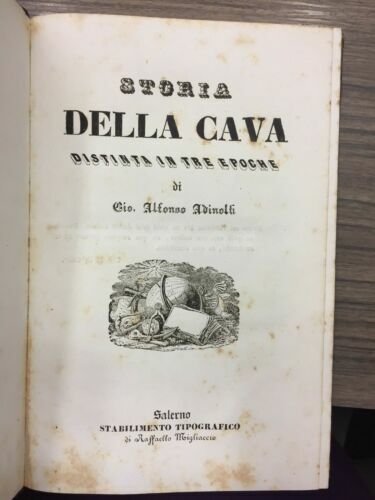 STORIA
DELLA CAVA
DISTINTA IN TRE EPOCHE
di
Gio. Alfonso Adinolfi
Salerno
STABILIMENTO TIPOGRAFICO
di Raffaello Migliaccio